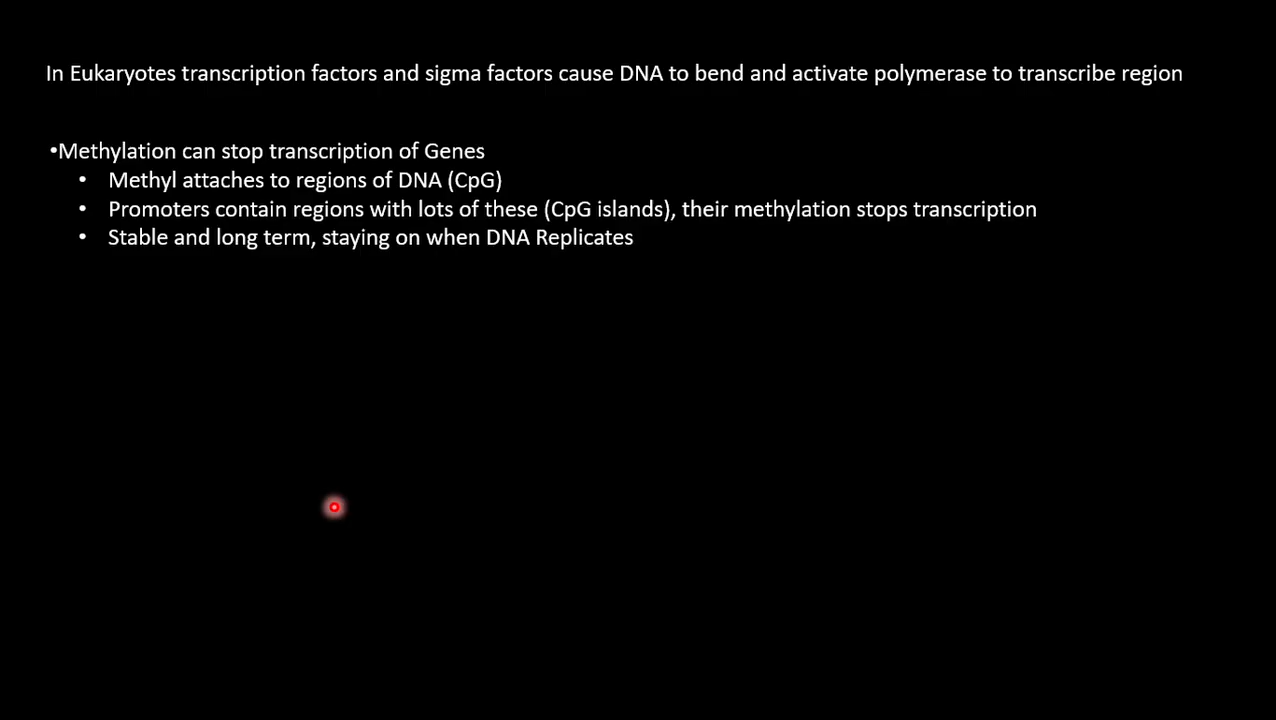 In Eukaryotes transcription factors and sigma factors cause DNA to bend and activate polymerase to transcribe region
•Methylation can stop transcription of Genes
• Methyl attaches to regions of DNA (CpG)
• Promoters contain regions with lots of these (CpG islands), their methylation stops transcription
• Stable and long term, staying on when DNA Replicates